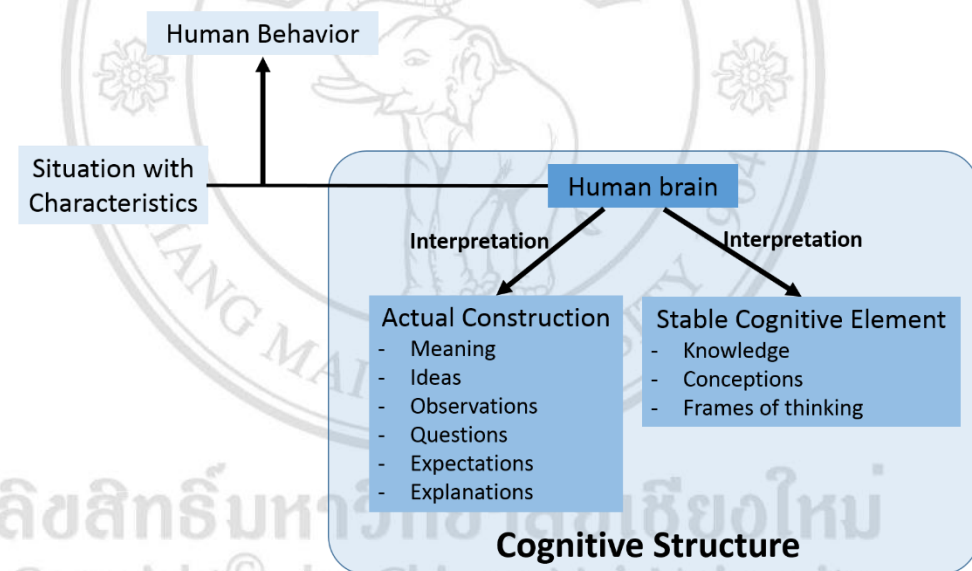 Human Behavior
Situation with
Characteristics
Human brain
Interpretation
Interpretation
Actual Construction
- Meaning
- Ideas
- Observations
- Questions
- Expectations
- Explanations
Stable Cognitive Element
- Knowledge
- Conceptions
- Frames of thinking
Cognitive Structure